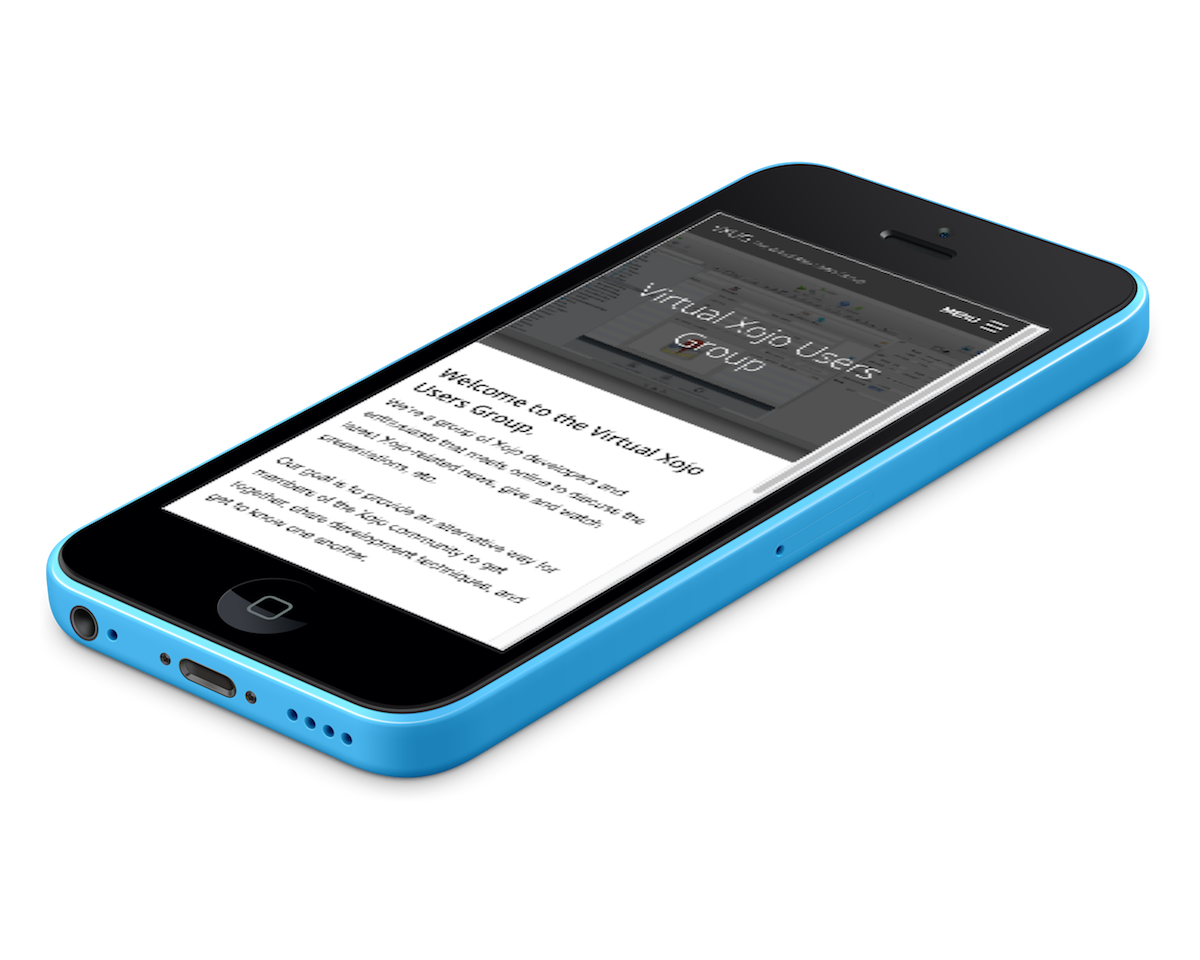 VXUG
Menu
Virtual Xojo Users
Group
Welcome to the Virtual Xojo
Users Group.
We're a group of Xojo developers and
enthusiasts that meets online to discuss the
latest Xojo-related news, give and watch
presentations, etc.
Our goal is to provide an alternative way for
members of the Xojo community to get
together, share development techniques, and
get to know one another.